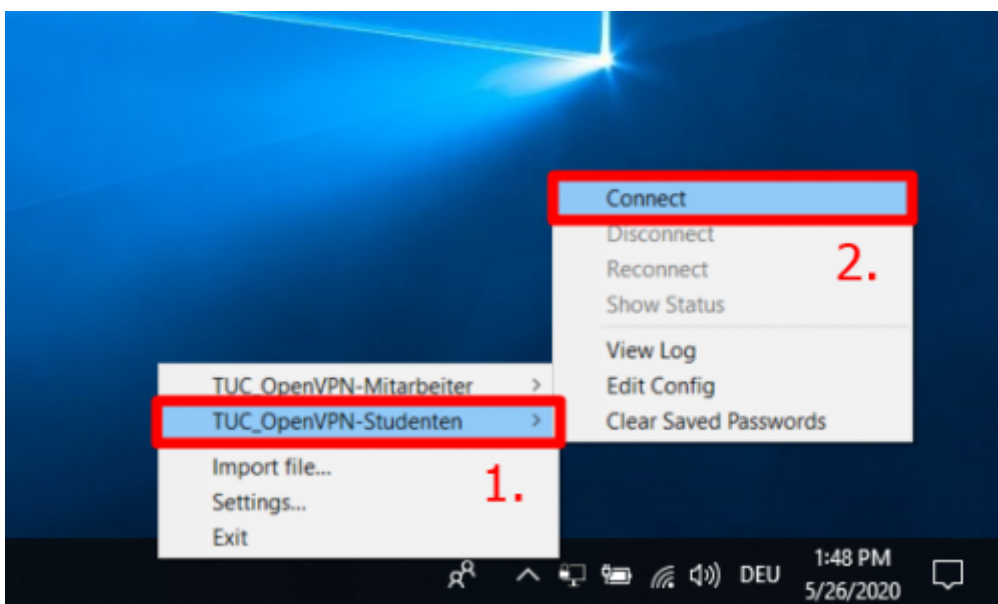 Connect
Disconnect
Reconnect
Show Status
2.
View Log
Edit Config
Clear Saved Passwords
TUC_OpenVPN-Mitarbeiter
TUC_OpenVPN-Studenten
Import file...
1.
Settings...
Exit
DEU
1:48 PM
5/26/2020